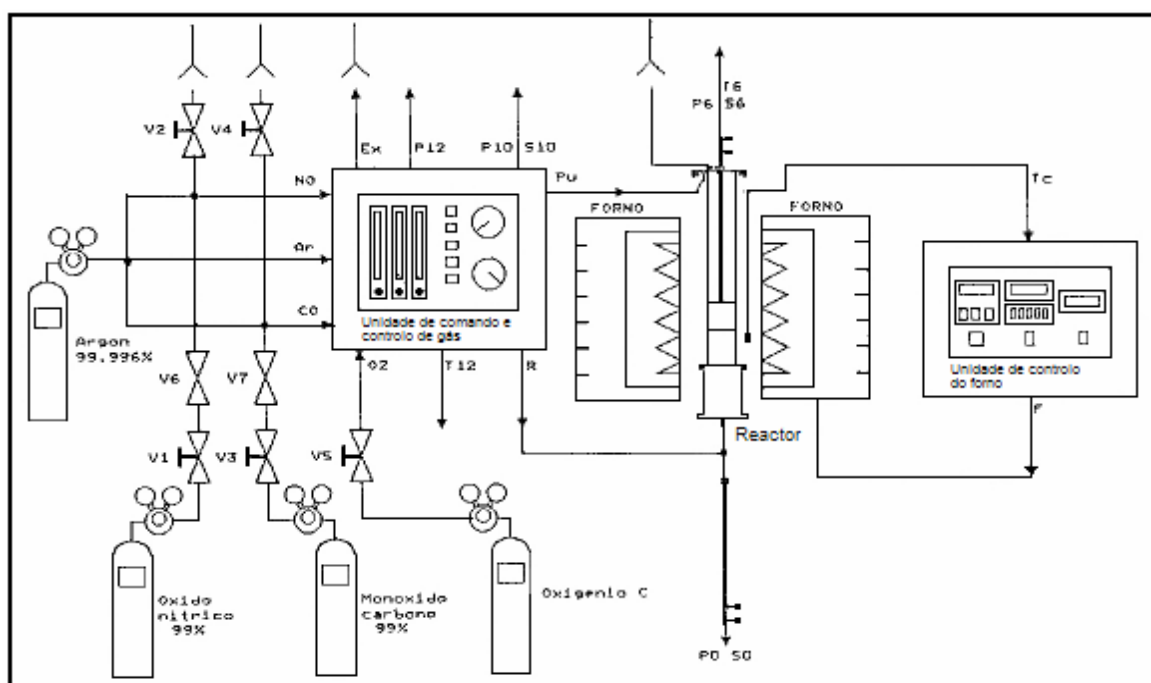 V2
V4
Ex
P12
P10 S10
T6
P6 S6
Pu
Tc
NO
FORNO
FORNO
Ar
CO
Argon
99.996%
Unidade de comando e
controlo de gás
O2
T12
R
Unidade de controlo
do forno
F
V6
V7
Reactor
V1
V3
V5
Oxido
nitrico
99%
Monoxido
carbono
99%
Oxigenio C
P0 S0